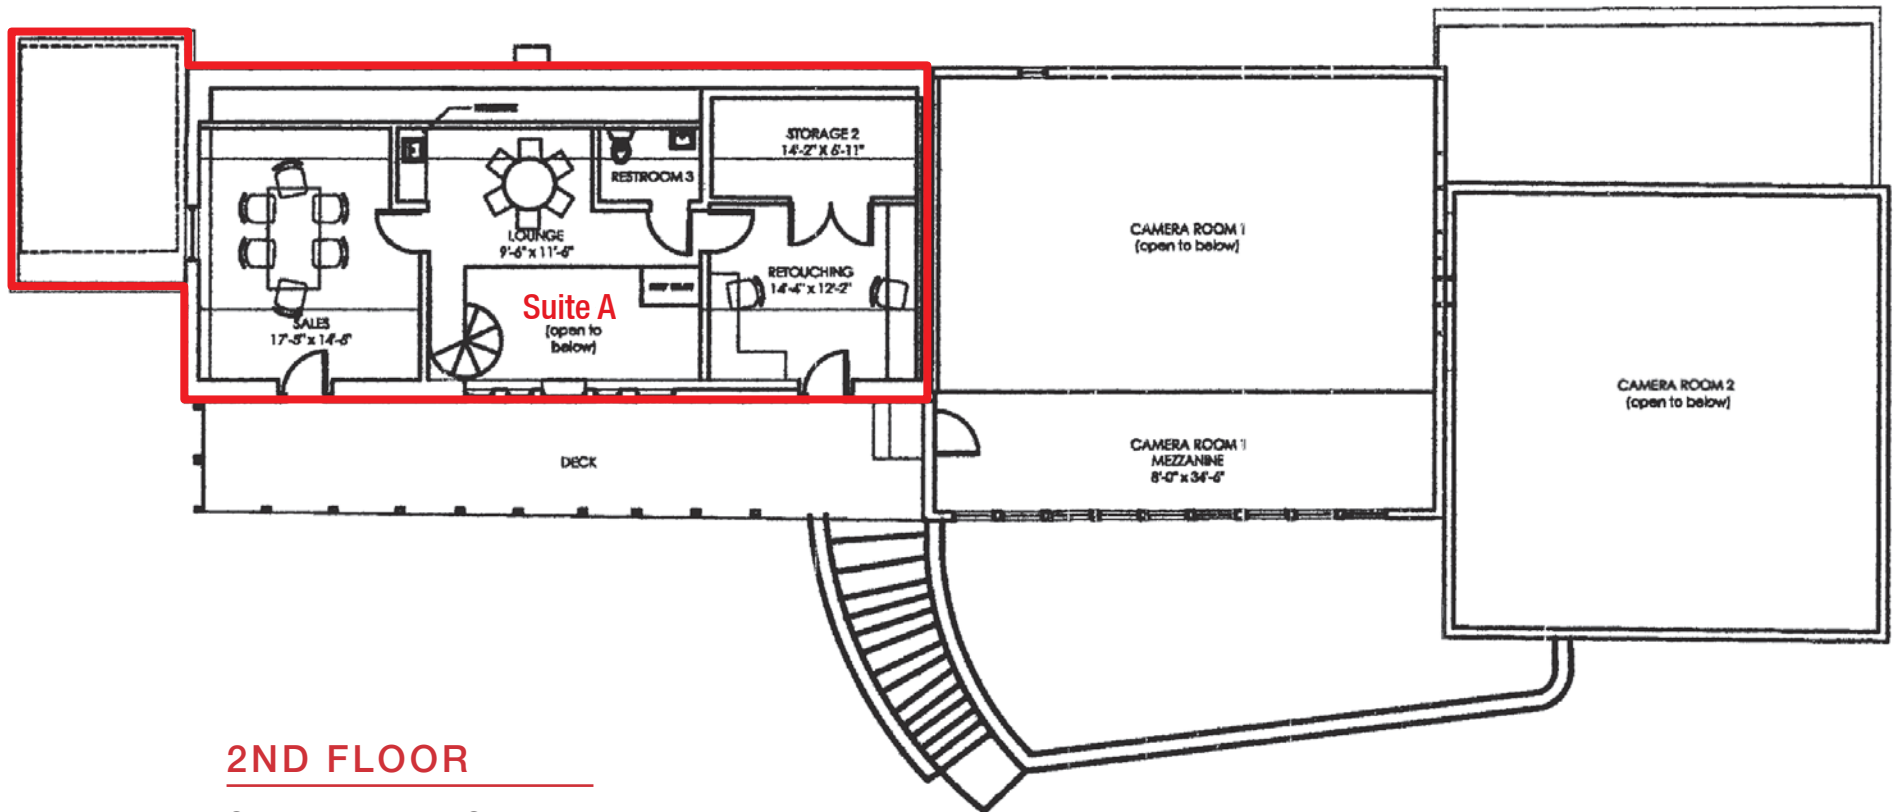 STORAGE 2
14'-2" X 6'-11"
RESTROOM 3
LOUNGE
9'-6" x 11'-6"
CAMERA ROOM 1
(open to below)
RETOUCHING
14'-4" x 12'-2"
Suite A
(open to
below)
SALES
17'-5" x 14'-6"
CAMERA ROOM 2
(open to below)
CAMERA ROOM 1
MEZZANINE
8'-0" x 34'-6"
DECK
2ND FLOOR